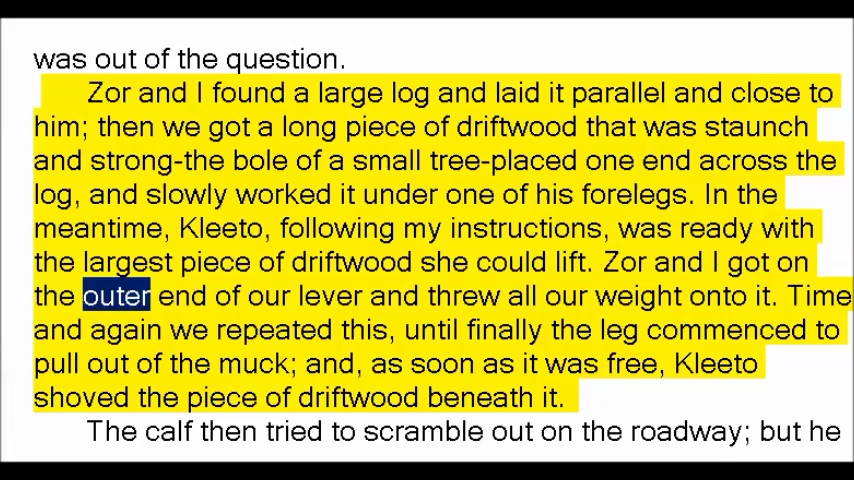 was out of the question.
Zor and I found a large log and laid it parallel and close to
him; then we got a long piece of driftwood that was staunch
and strong-the bole of a small tree-placed one end across the
log, and slowly worked it under one of his forelegs. In the
meantime, Kleeto, following my instructions, was ready with
the largest piece of driftwood she could lift. Zor and I got on
the outer end of our lever and threw all our weight onto it. Time
and again we repeated this, until finally the leg commenced to
pull out of the muck; and, as soon as it was free, Kleeto
shoved the piece of driftwood beneath it.
The calf then tried to scramble out on the roadway; but he